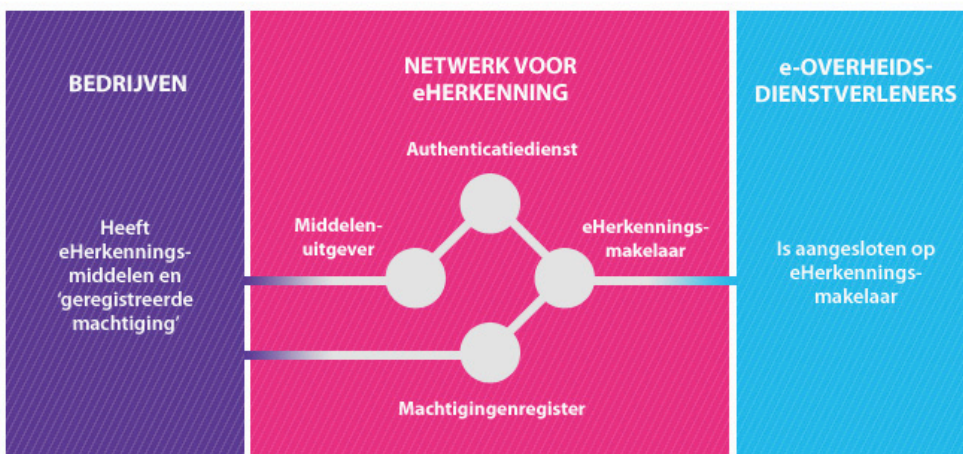 BEDRIJVEN
Heeft
eHerkennings-
middelen en
‘geregistreerde
machtiging’
NETWERK VOOR
eHERKENNING
Authenticatiedienst
Middelen-
uitgever
eHerkennings-
makelaar
Machtigingenregister
e-OVERHEIDS-
DIENSTVERLENERS
Is aangesloten op
eHerkennings-
makelaar